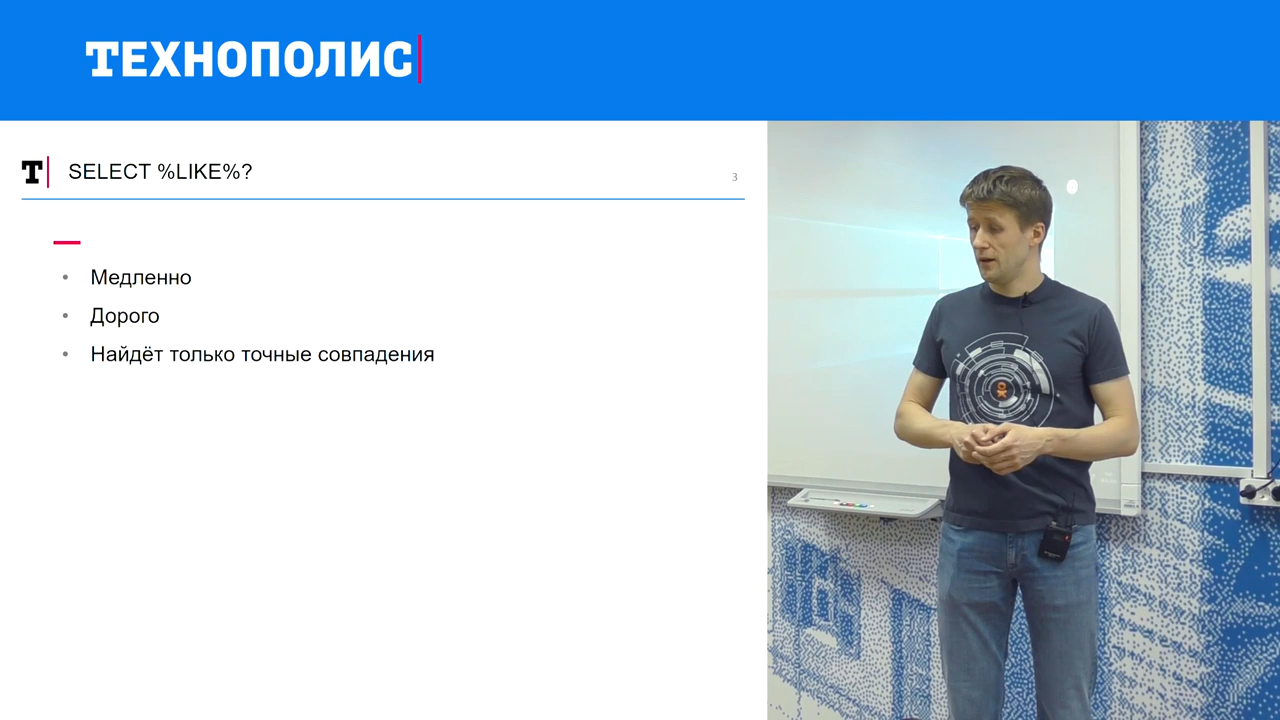 ТЕХНОПОЛИС
T
SELECT %LIKE%?
3
Медленно
Дорого
Найдёт только точные совпадения